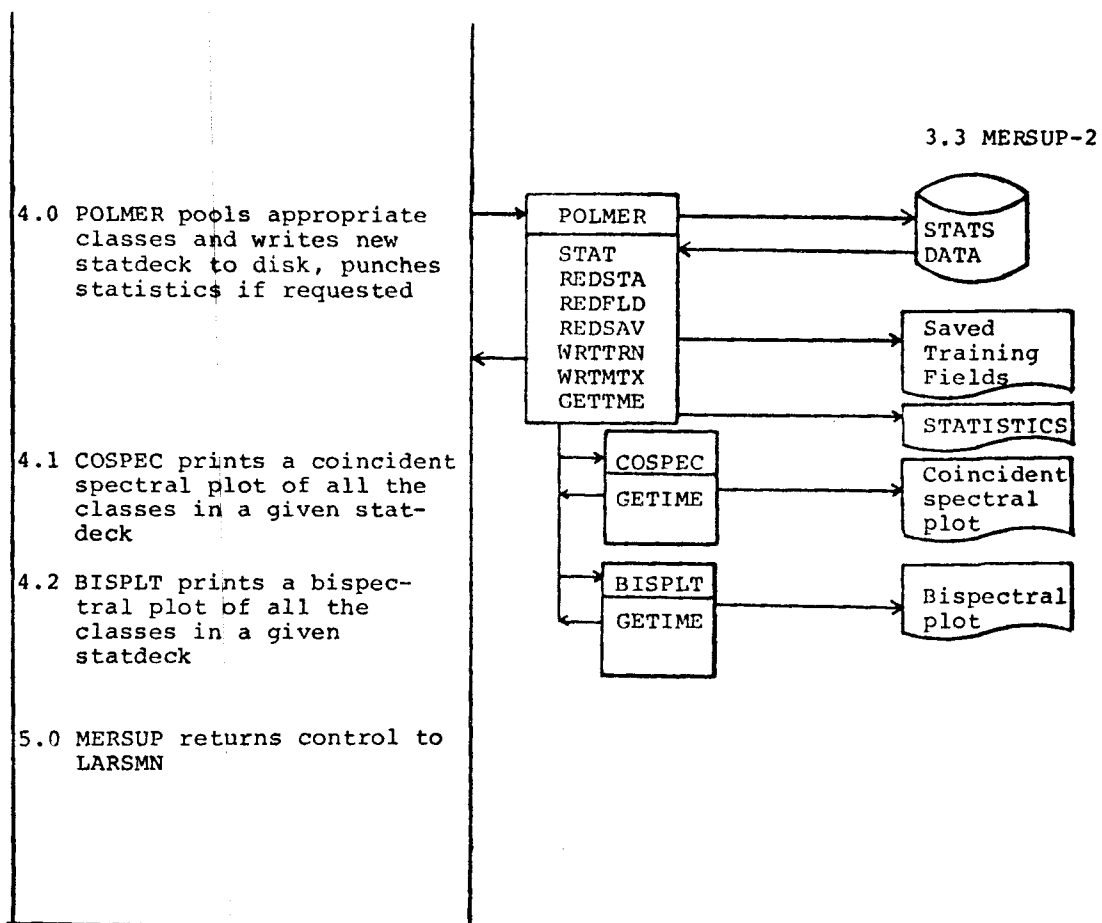 3.3 MERSUP-2
4.0 POLMER pools appropriate
classes and writes new
statdeck to disk, punches
statistics if requested
POLMER
STAT
REDSTA
REDFLD
REDSAV
WRTTRN
WRTMTX
GETTME
STATS
DATA
Saved
Training
Fields
STATISTICS
4.1 COSPEC prints a coincident
spectral plot of all the
classes in a given stat-
deck
COSPEC
GETIME
Coincident
spectral
plot
4.2 BISPLT prints a bispec-
tral plot of all the
classes in a given
statdeck
BISPLT
GETIME
Bispectral
plot
5.0 MERSUP returns control to
LARSMN